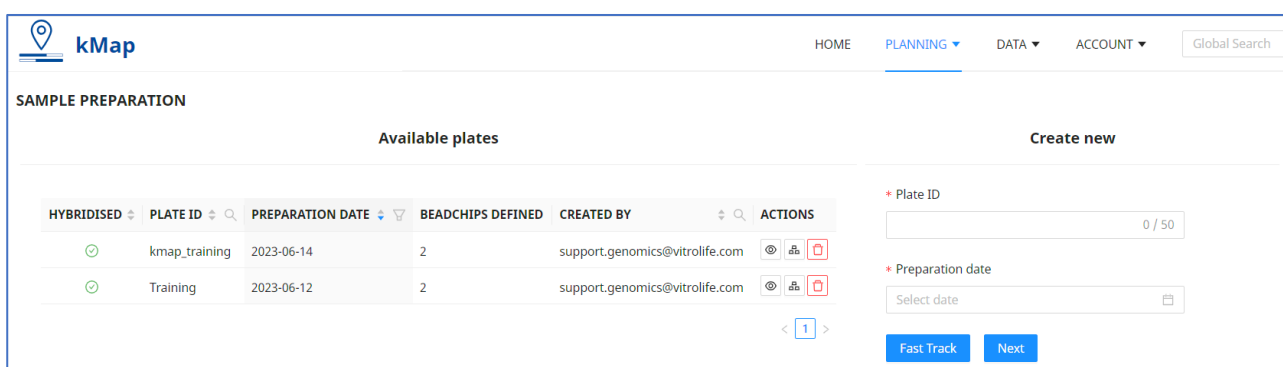 kMap
HOME PLANNING DATA ACCOUNT Global Search
SAMPLE PREPARATION
Available plates
HYBRIDISED PLATE ID PREPARATION DATE BEADCHIPS DEFINED CREATED BY ACTIONS
kmap_training 2023-06-14 2 support.genomics@vitrolife.com
Training 2023-06-12 2 support.genomics@vitrolife.com
< 1 >
Create new
* Plate ID
0 / 50
* Preparation date
Select date
Fast Track Next